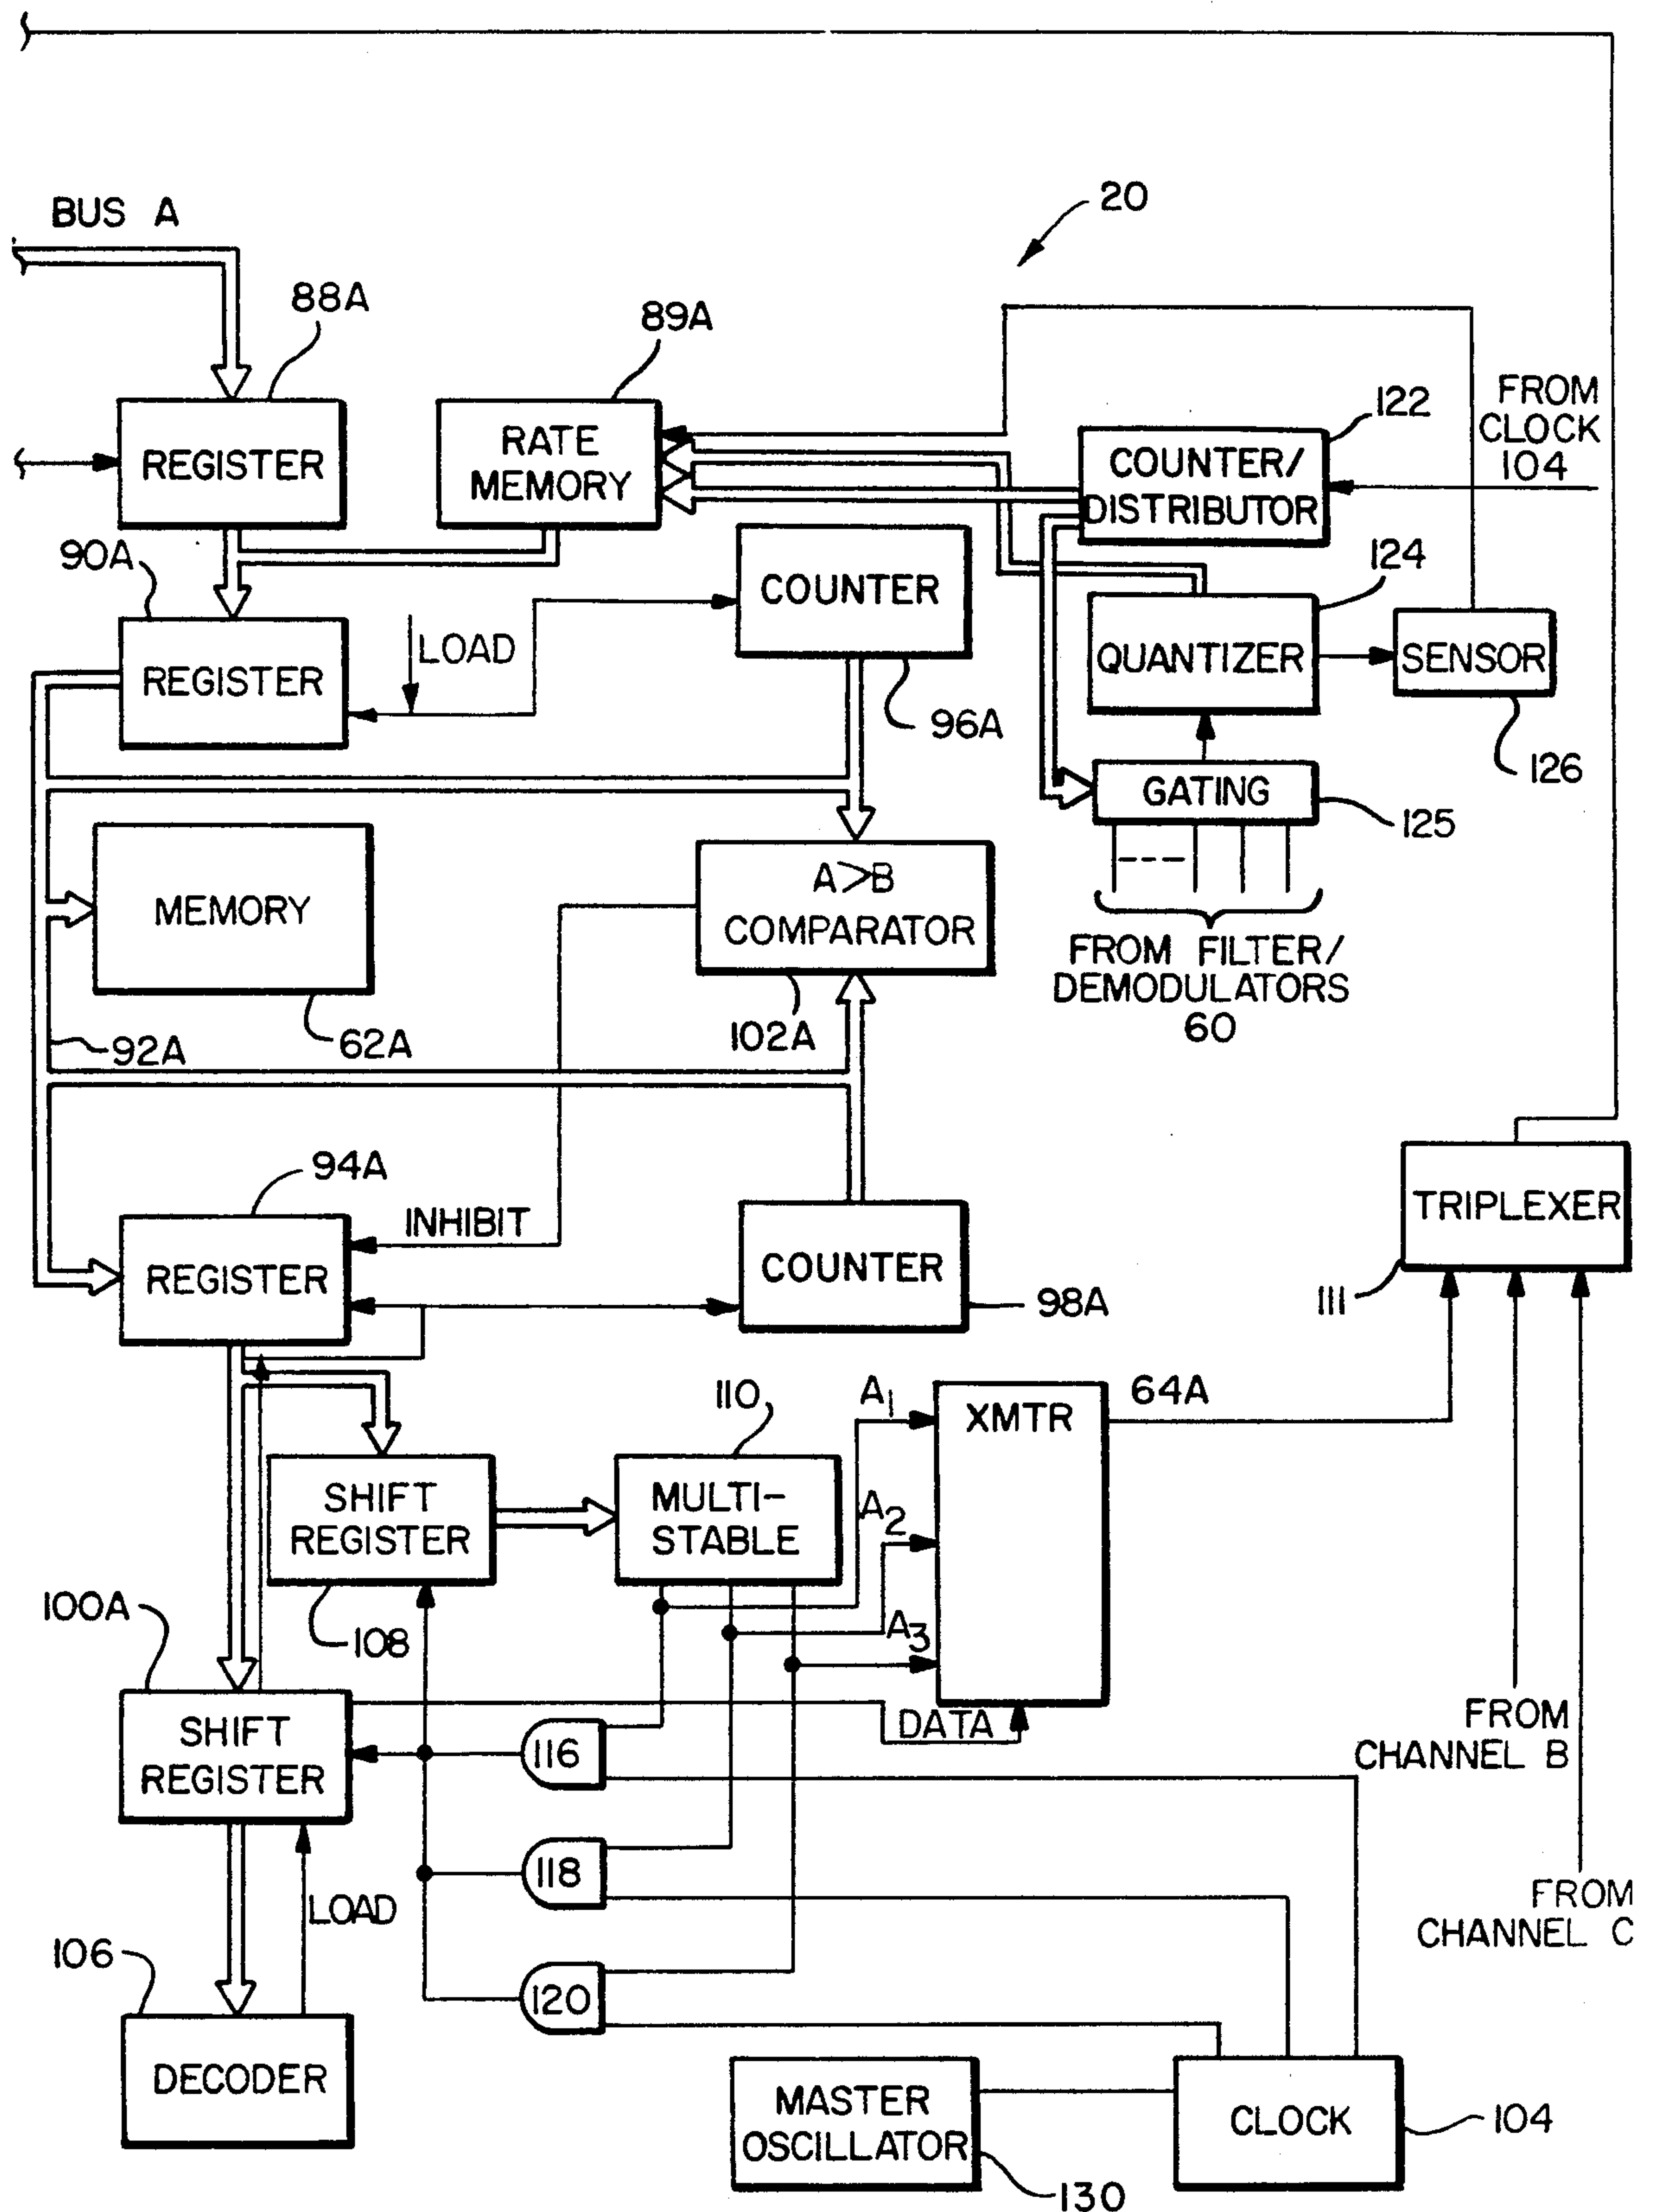 20
BUS A
88A
89A
REGISTER
RATE
MEMORY
122
FROM
CLOCK
104
COUNTER/
DISTRIBUTOR
90A
REGISTER
LOAD
COUNTER
96A
124
QUANTIZER
SENSOR
126
GATING
125
FROM FILTER/
DEMODULATORS
60
MEMORY
62A
A>B
COMPARATOR
102A
92A
94A
REGISTER
INHIBIT
COUNTER
98A
TRIPLEXER
111
110
A1
XMTR
64A
SHIFT
REGISTER
108
MULTI-
STABLE
A2
A3
100A
SHIFT
REGISTER
DATA
116
FROM
CHANNEL B
118
LOAD
FROM
CHANNEL C
106
120
DECODER
MASTER
OSCILLATOR
130
CLOCK
104